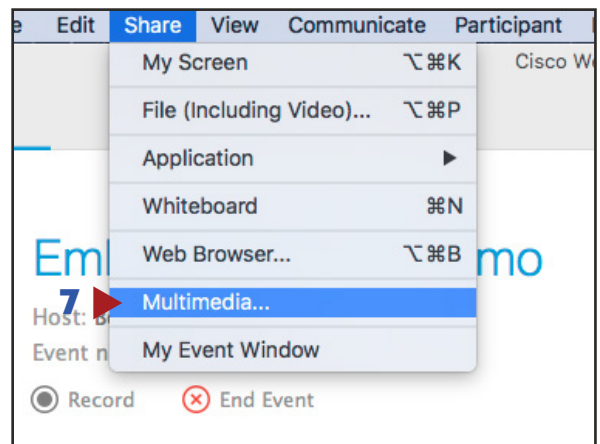 Edit Share View Communicate Participant
My Screen ⌥⌘K Cisco
File (Including Video)... ⌥⌘P
Application ▶
Whiteboard ⌘N
Web Browser... ⌥⌘B
Em mo
7 Multimedia...
Host:
My Event Window
Event n
Record End Event